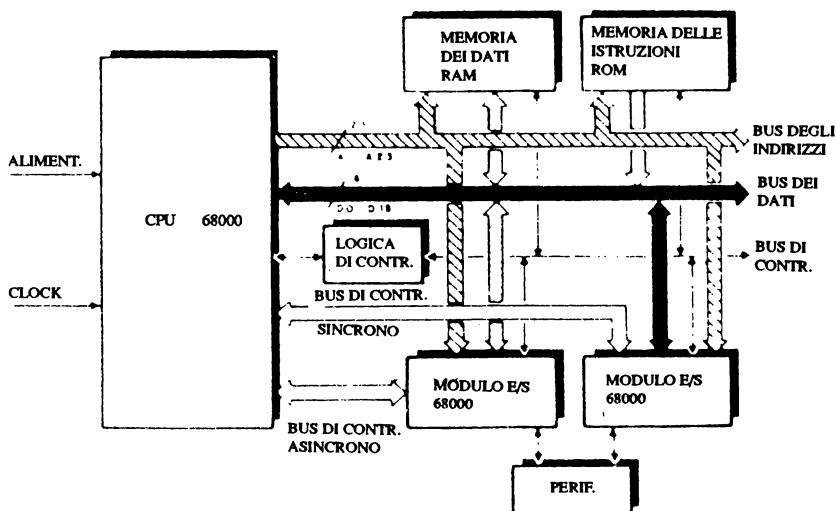 MEMORIA
DEI DATI
RAM
MEMORIA DELLE
ISTRUZIONI
ROM
BUS DEGLI
INDIRIZZI
ALIMENT.
A23
BUS DEI
DATI
CPU 68000
LOGICA
DI CONTR.
BUS DI
CONTR.
CLOCK
BUS DI CONTR.
SINCRONO
MODULO E/S
68000
MODULO E/S
68000
BUS DI CONTR.
ASINCRONO
PERIF.